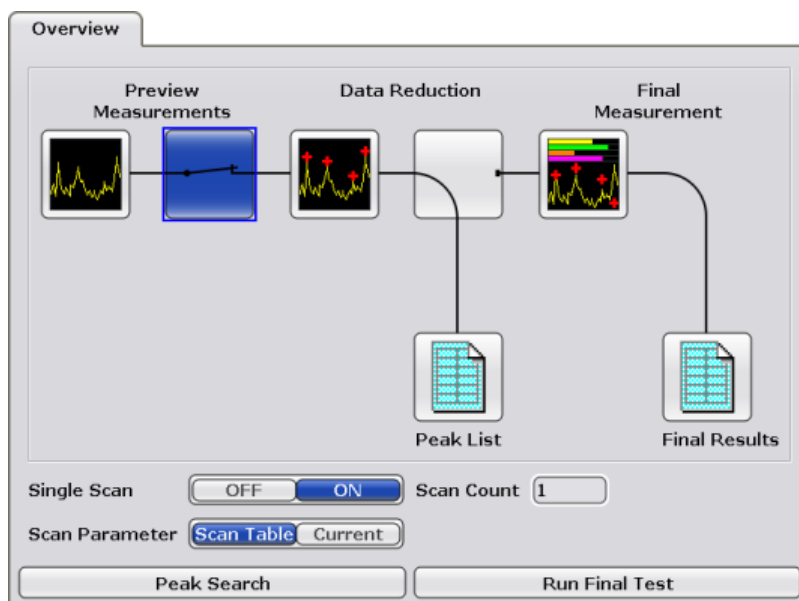 Overview
Preview
Measurements
Data Reduction
Final
Measurement
Peak List
Final Results
Single Scan
OFF
ON
Scan Count
1
Scan Parameter
Scan Table
Current
Peak Search
Run Final Test